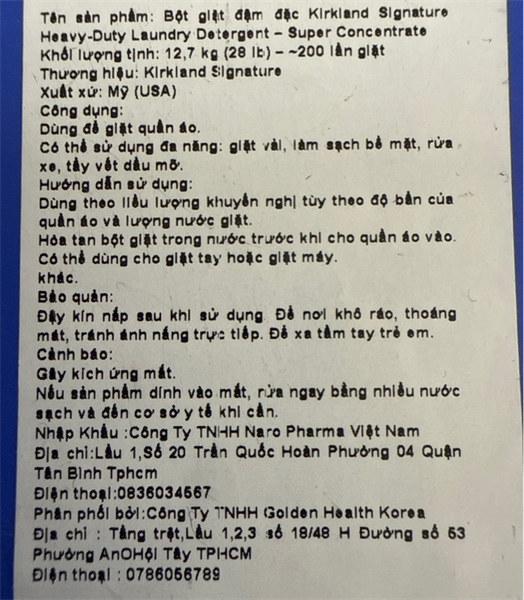 Tên sản phẩm: Bột giặt đậm đặc Kirkland Signature
Heavy-Duty Laundry Detergent – Super Concentrate
Khối lượng tịnh: 12,7 kg (28 lb) – ~200 lần giặt
Thương hiệu: Kirkland Signature
Xuất xứ: Mỹ (USA)
Công dụng:
Dùng để giặt quần áo.
Có thể sử dụng đa năng: giặt vải, làm sạch bề mặt, rửa
xe, tẩy vết dầu mỡ.
Hướng dẫn sử dụng:
Dùng theo liều lượng khuyến nghị tùy theo độ bẩn của
quần áo và lượng nước giặt.
Hòa tan bột giặt trong nước trước khi cho quần áo vào.
Có thể dùng cho giặt tay hoặc giặt máy.
khác.
Bảo quản:
Đậy kín nắp sau khi sử dụng. Để nơi khô ráo, thoáng
mát, tránh ánh nắng trực tiếp. Để xa tầm tay trẻ em.
Cảnh báo:
Gây kích ứng mắt.
Nếu sản phẩm dính vào mắt, rửa ngay bằng nhiều nước
sạch và đến cơ sở y tế khi cần.
Nhập Khẩu :Công Ty TNHH Naro Pharma Việt Nam
Địa chỉ:Lầu 1,Số 20 Trần Quốc Hoàn Phường 04 Quận
Tân Bình Tphcm
Điện thoại:0836034567
Phân phối bởi:Công Ty TNHH Golden Health Korea
Địa chỉ : Tầng trệt,Lầu 1,2,3 số 18/48 H Đường số 53
Phường AnOHội Tây TPHCM
Điện thoại : 0786056789